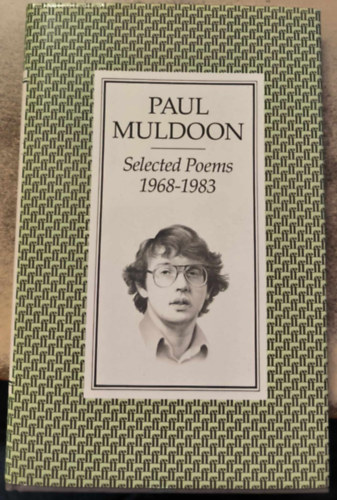 PAUL
MULDOON
Selected Poems
1968-1983